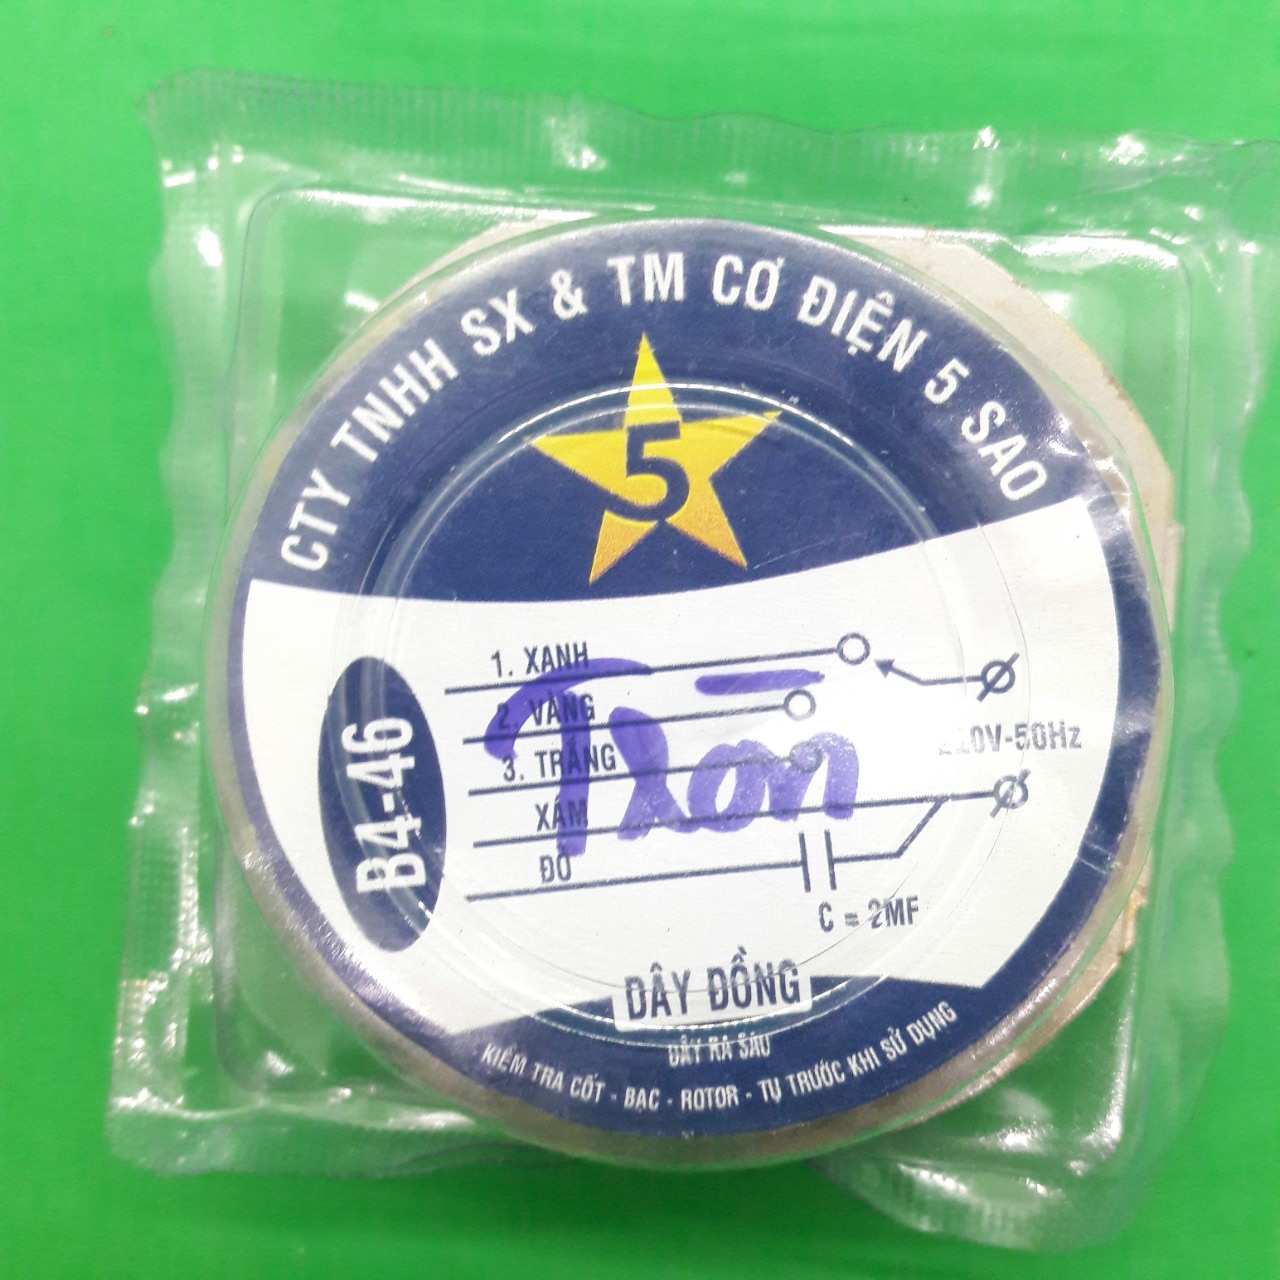 CTY TNHH SX & TM CƠ ĐIỆN 5 SAO
5
1. XANH
2. VÀNG
3. TRẮNG
XÁM
ĐỎ
220V-50Hz
C = 2MF
B4-46
Tròn
DÂY ĐỒNG
DÂY RA SAU
KIỂM TRA CỐT - BẠC - ROTOR - TỤ TRƯỚC KHI SỬ DỤNG